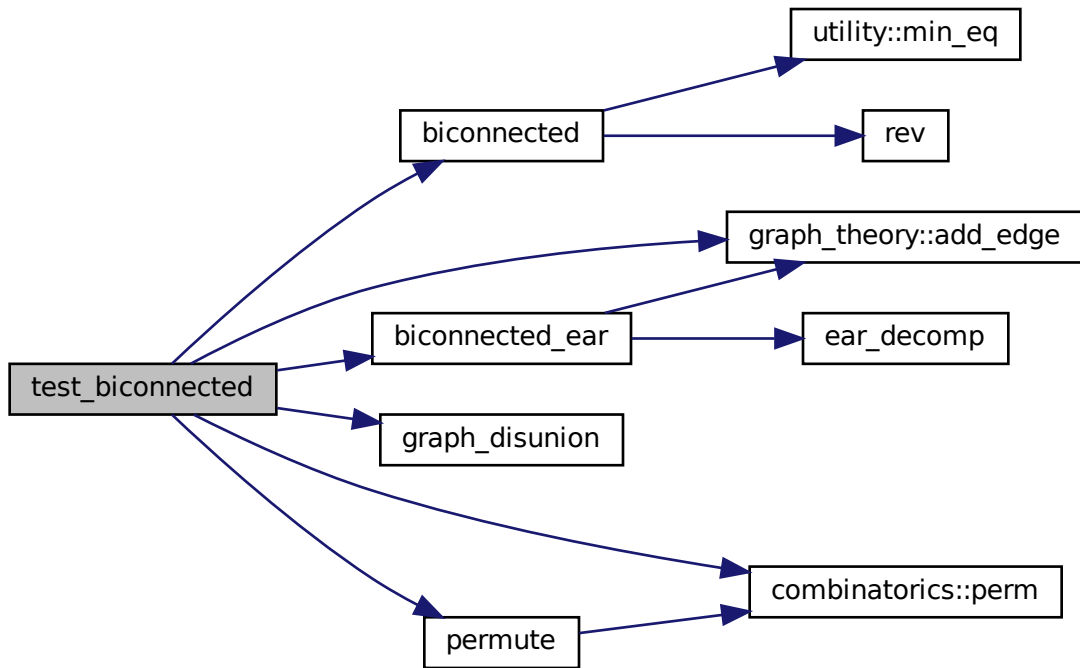 utility::min_eq
biconnected
rev
graph_theory::add_edge
biconnected_ear
ear_decomp
test_biconnected
graph_disunion
combinatorics::perm
permute